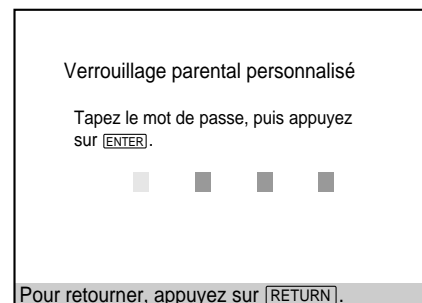 Verrouillage parental personnalisé
Tapez le mot de passe, puis appuyez
sur ENTER.
Pour retourner, appuyez sur RETURN.